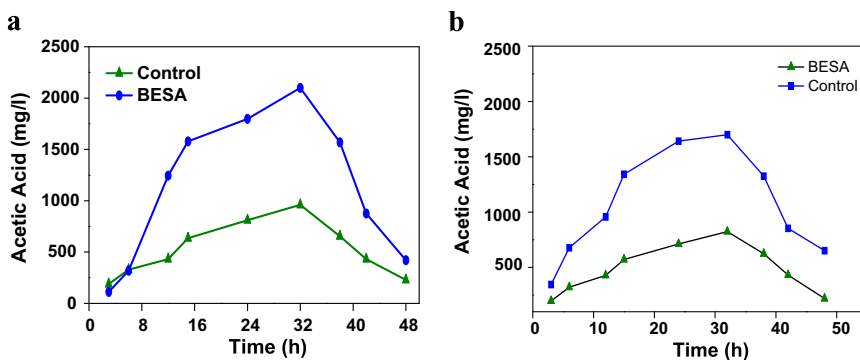 a
Acetic Acid (mg/l)
2500
2000
1500
1000
500
0
Control
BESA
0 8 16 24 32 40 48
Time (h)
b
Acetic Acid (mg/l)
2500
2000
1500
1000
500
BESA
Control
0 10 20 30 40 50
Time (h)